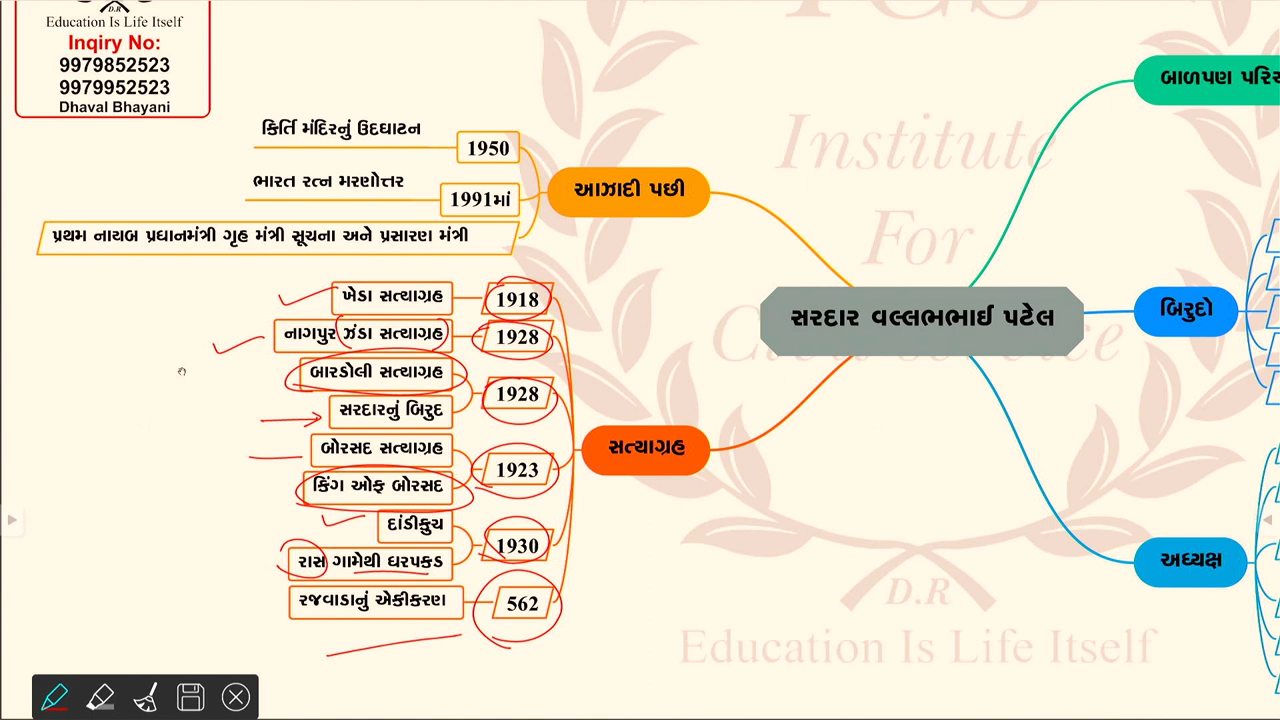 D.R
Education Is Life Itself
Inqiry No:
9979852523
9979952523
Dhaval Bhayani
કિર્તિ મંદિરનું ઉદઘાટન
1950
ભારત રત્ન મરણોત્તર
1991માં
પ્રથમ નાયબ પ્રધાનમંત્રી ગૃહ મંત્રી સૂચના અને પ્રસારણ મંત્રી
આઝાદી પછી
ખેડા સત્યાગ્રહ
1918
નાગપુર ઝંડા સત્યાગ્રહ
1928
બારડોલી સત્યાગ્રહ
1928
સરદારનું બિરુદ
બોરસદ સત્યાગ્રહ
1923
કિંગ ઓફ બોરસદ
દાંડીકુચ
1930
રાસ ગામેથી ધરપકડ
રજવાડાનું એકીકરણ
562
સત્યાગ્રહ
સરદાર વલ્લભભાઈ પટેલ
બાળપણ
બિરુદો
અધ્યક્ષ
Institute
For
D.R
Education Is Life Itself